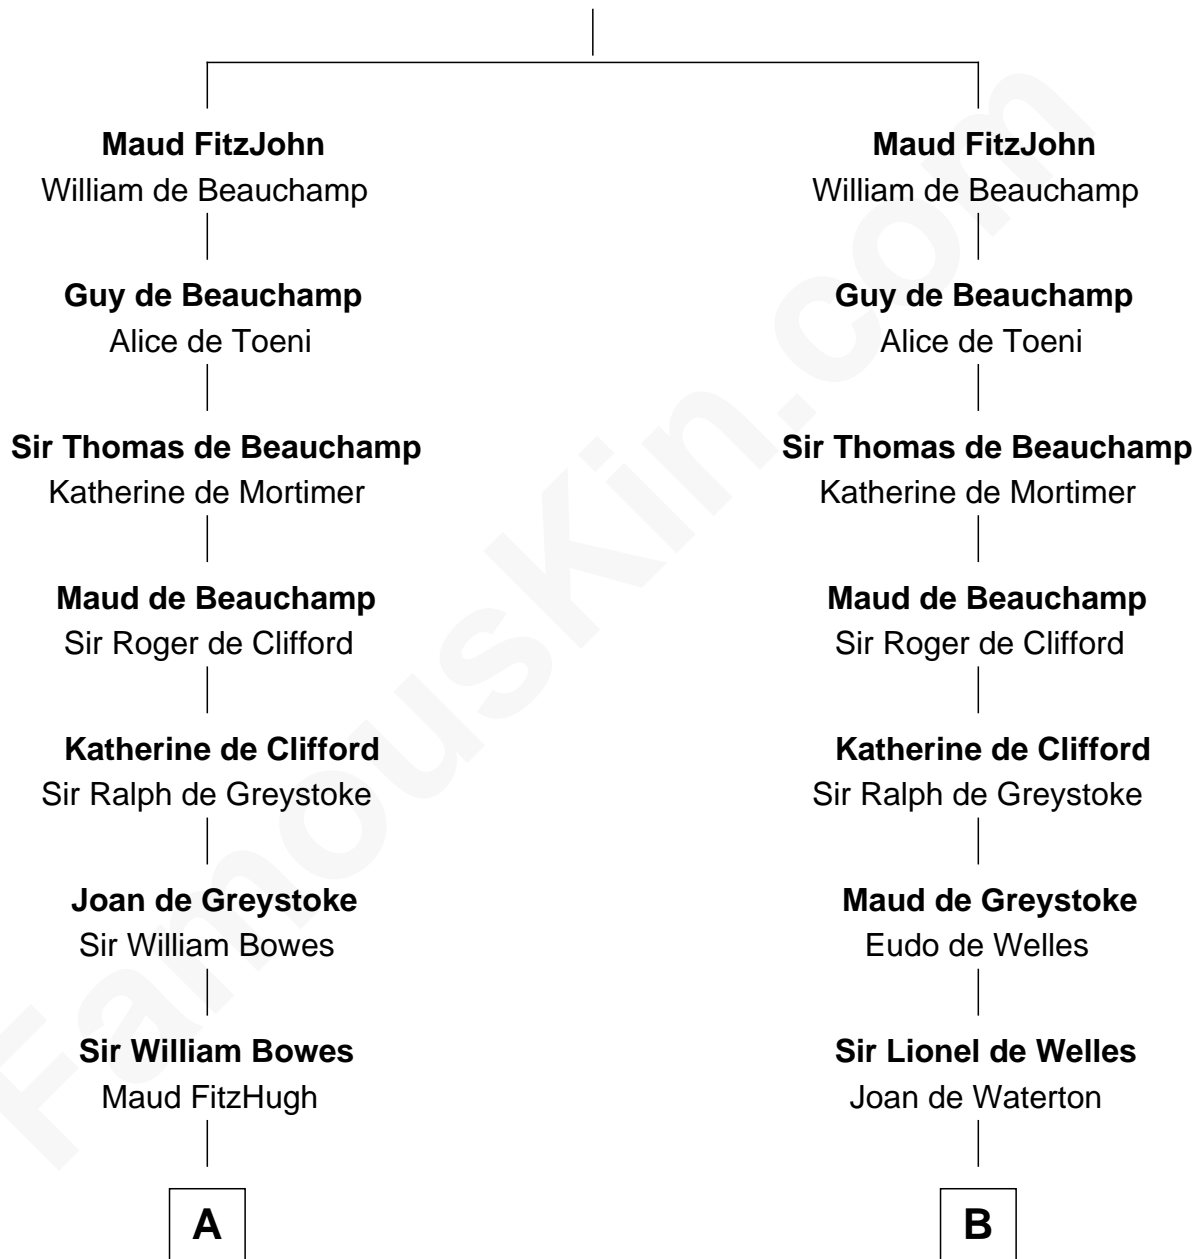 Maud FitzJohn
William de Beauchamp
Guy de Beauchamp
Alice de Toeni
Sir Thomas de Beauchamp
Katherine de Mortimer
Maud de Beauchamp
Sir Roger de Clifford
Katherine de Clifford
Sir Ralph de Greystoke
Joan de Greystoke
Sir William Bowes
Sir William Bowes
Maud FitzHugh
A
Maud FitzJohn
William de Beauchamp
Guy de Beauchamp
Alice de Toeni
Sir Thomas de Beauchamp
Katherine de Mortimer
Maud de Beauchamp
Sir Roger de Clifford
Katherine de Clifford
Sir Ralph de Greystoke
Maud de Greystoke
Eudo de Welles
Sir Lionel de Welles
Joan de Waterton
B
FamousKin.com